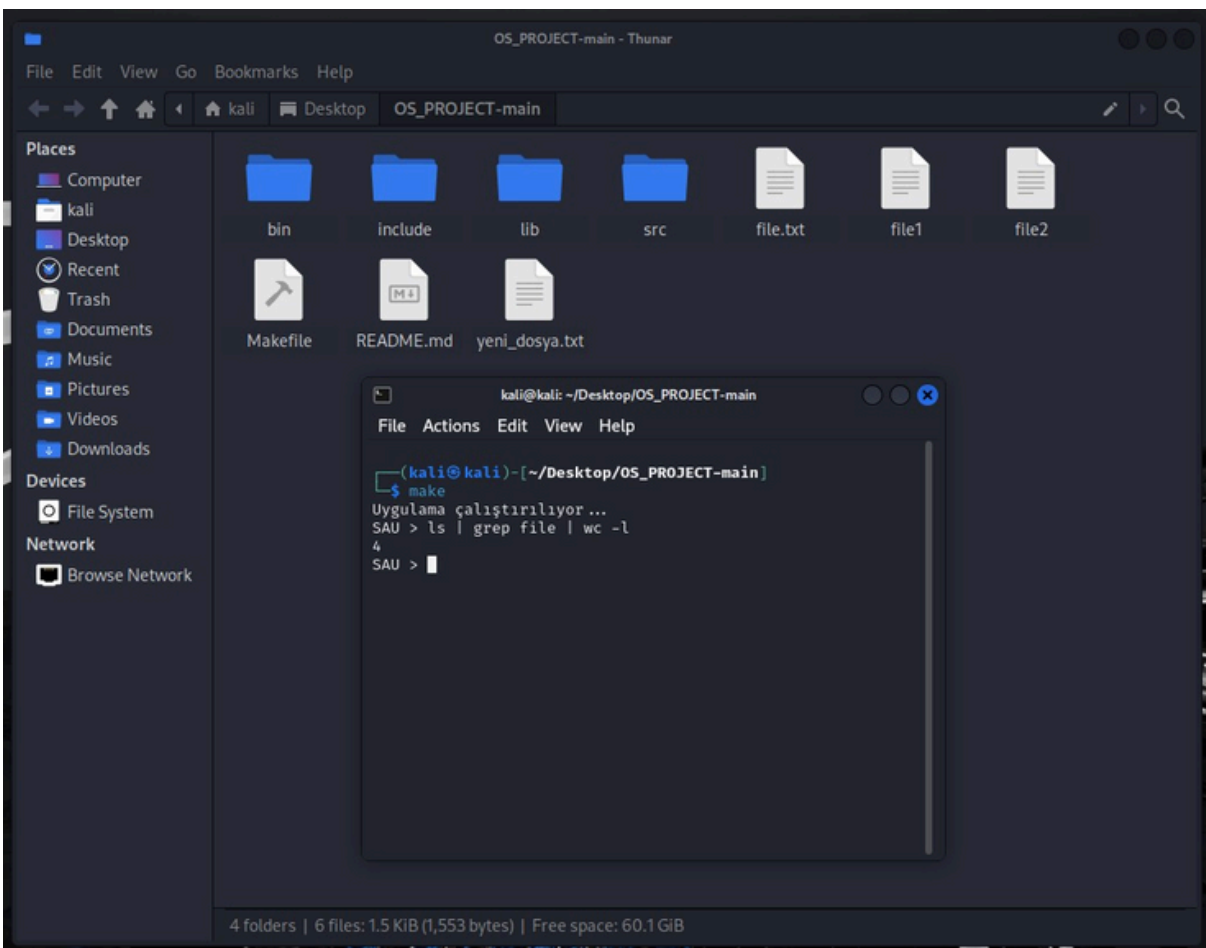 OS_PROJECT-main - Thunar
File Edit View Go Bookmarks Help
kali Desktop OS_PROJECT-main
Places
Computer
kali
Desktop
Recent
Trash
Documents
Music
Pictures
Videos
Downloads
Devices
File System
Network
Browse Network
bin include lib src file.txt file1 file2
Makefile README.md yeni_dosya.txt
kali@kali: ~/Desktop/OS_PROJECT-main
File Actions Edit View Help
┌──(kali㉿kali)-[~/Desktop/OS_PROJECT-main]
└─$ make
Uygulama çalıştırılıyor...
SAU > ls | grep file | wc -l
4
SAU >
4 folders | 6 files: 1.5 KiB (1,553 bytes) | Free space: 60.1 GiB